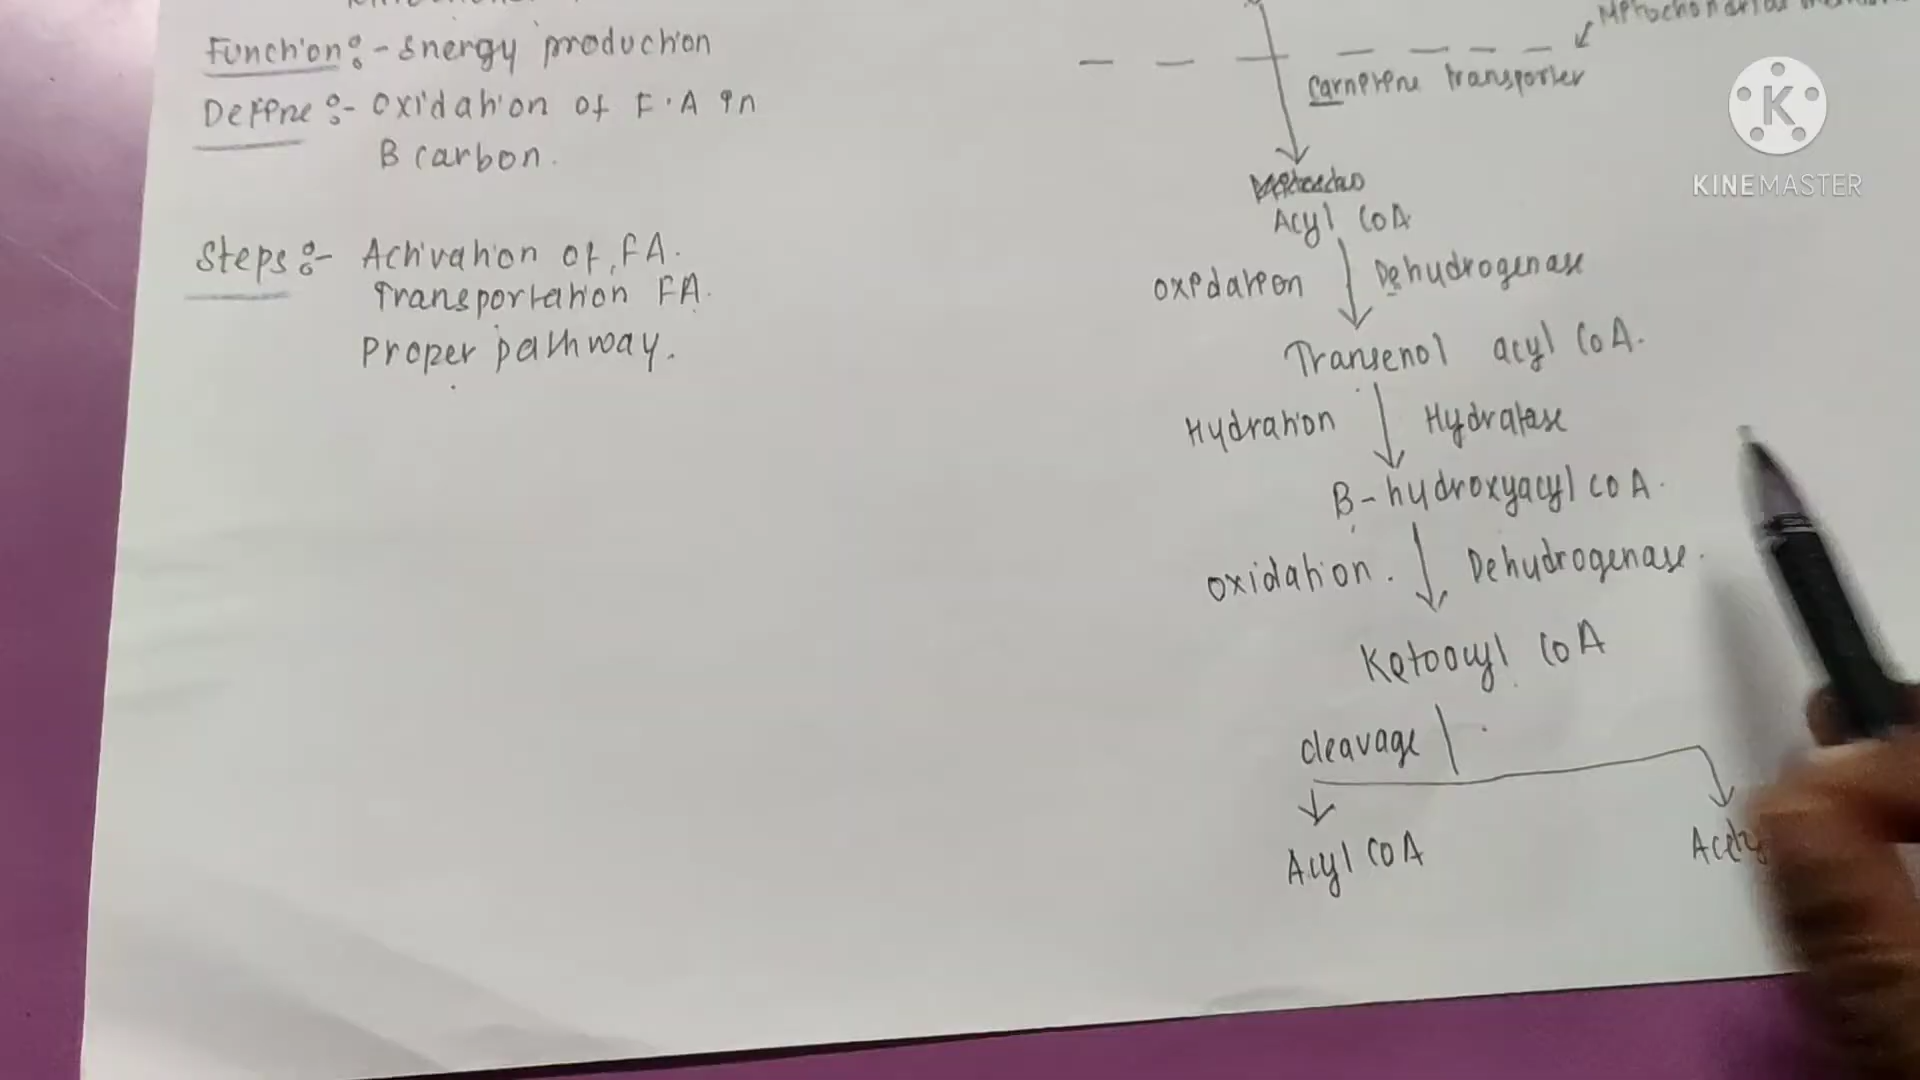 Function:- Energy production
Define :- Oxidation of F.A in
B carbon.
Steps :- Activation of FA.
Transportation FA.
Proper pathway.
Mitochondrial
Carnitine transporter
Acyl CoA
Oxidation Dehydrogenase
Transenol acyl CoA.
Hydration Hydratase
B-hydroxyacyl CoA.
Oxidation. Dehydrogenase.
Ketoacyl CoA
cleavage
Acyl CoA
KINEMASTER